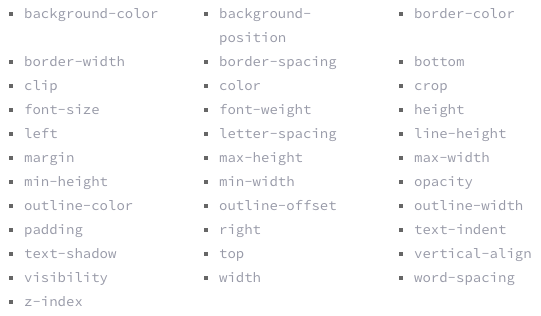 background-color
background-
position
border-color
border-width
border-spacing
bottom
clip
color
crop
font-size
font-weight
height
left
letter-spacing
line-height
margin
max-height
max-width
min-height
min-width
opacity
outline-color
outline-offset
outline-width
padding
right
text-indent
text-shadow
top
vertical-align
visibility
width
word-spacing
z-index